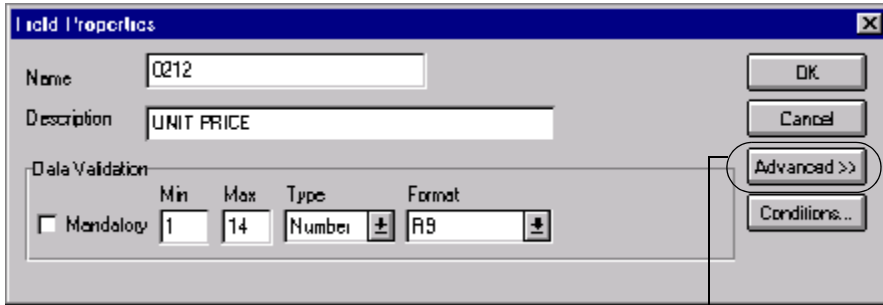 Field Properties
Name
0212
OK
Description
UNIT PRICE
Cancel
Data Validation
Advanced >>
Min
Max
Type
Format
Mandatory
1
14
Number
R9
Conditions...